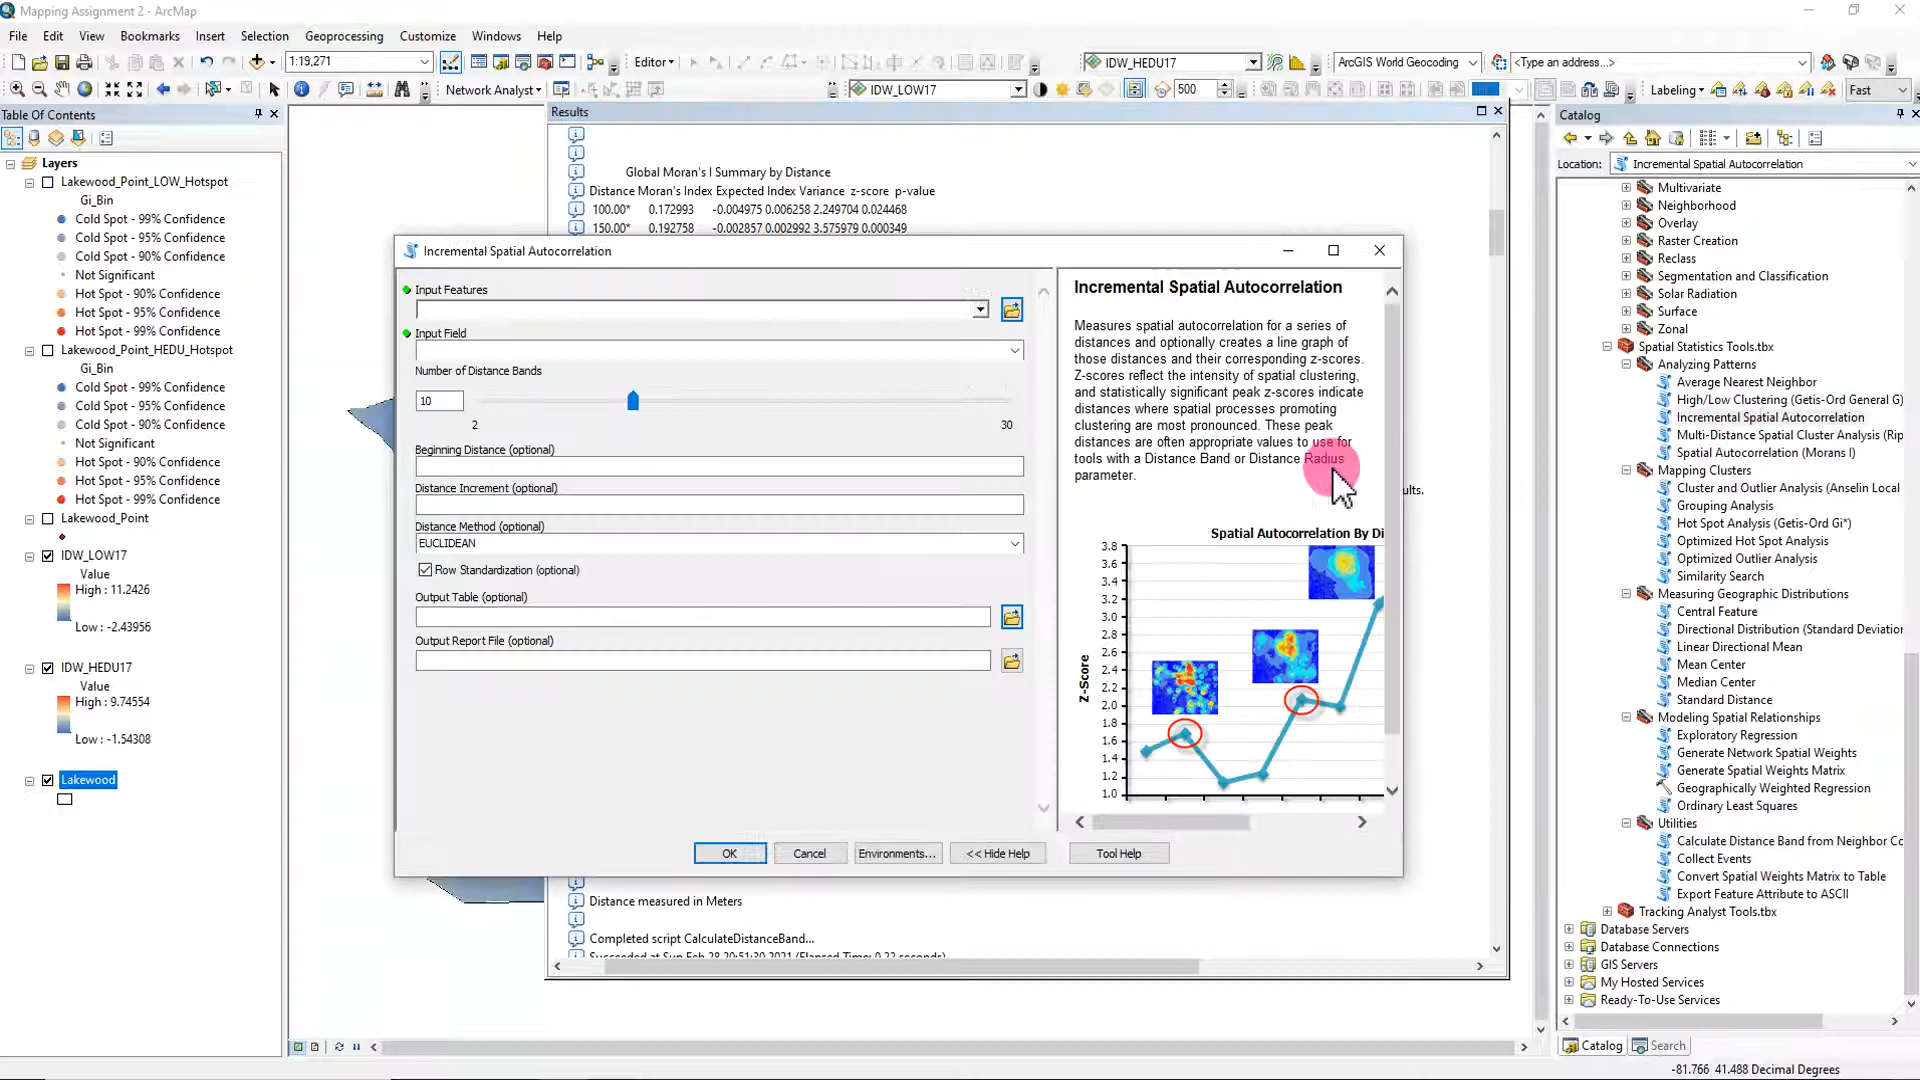 Mapping Assignment 2 - ArcMap
File Edit View Bookmarks Insert Selection Geoprocessing Customize Windows Help
1:19,271
Editor
IDW_HEDU17
ArcGIS World Geocoding
<Type an address...>
Network Analyst
IDW_LOW17
500
Labeling
Fast
Table Of Contents
Layers
Lakewood_Point_LOW_Hotspot
Gi_Bin
Cold Spot - 99% Confidence
Cold Spot - 95% Confidence
Cold Spot - 90% Confidence
Not Significant
Hot Spot - 90% Confidence
Hot Spot - 95% Confidence
Hot Spot - 99% Confidence
Lakewood_Point_HEDU_Hotspot
Gi_Bin
Cold Spot - 99% Confidence
Cold Spot - 95% Confidence
Cold Spot - 90% Confidence
Not Significant
Hot Spot - 90% Confidence
Hot Spot - 95% Confidence
Hot Spot - 99% Confidence
Lakewood_Point
IDW_LOW17
Value
High : 11.2426
Low : -2.43956
IDW_HEDU17
Value
High : 9.74554
Low : -1.54308
Lakewood
Results
Global Moran's I Summary by Distance
Distance Moran's Index Expected Index Variance z-score p-value
100.00* 0.172993 -0.004975 0.006258 2.249704 0.024468
150.00* 0.192758 -0.002857 0.002992 3.575979 0.000349
Incremental Spatial Autocorrelation
Input Features
Input Field
Number of Distance Bands
10
2
30
Beginning Distance (optional)
Distance Increment (optional)
Distance Method (optional)
EUCLIDEAN
Row Standardization (optional)
Output Table (optional)
Output Report File (optional)
OK
Cancel
Environments...
<< Hide Help
Tool Help
Incremental Spatial Autocorrelation
Measures spatial autocorrelation for a series of
distances and optionally creates a line graph of
those distances and their corresponding z-scores.
Z-scores reflect the intensity of spatial clustering,
and statistically significant peak z-scores indicate
distances where spatial processes promoting
clustering are most pronounced. These peak
distances are often appropriate values to use for
tools with a Distance Band or Distance Radius
parameter.
ults.
Spatial Autocorrelation By Di
Z-Score
3.8
3.6
3.4
3.2
3.0
2.8
2.6
2.4
2.2
2.0
1.8
1.6
1.4
1.2
1.0
Distance measured in Meters
Completed script CalculateDistanceBand...
Succeeded at Sun Feb 28 20:51:30 2021 (Elapsed Time: 0.22 seconds)
Catalog
Location:
Incremental Spatial Autocorrelation
Multivariate
Neighborhood
Overlay
Raster Creation
Reclass
Segmentation and Classification
Solar Radiation
Surface
Zonal
Spatial Statistics Tools.tbx
Analyzing Patterns
Average Nearest Neighbor
High/Low Clustering (Getis-Ord General G)
Incremental Spatial Autocorrelation
Multi-Distance Spatial Cluster Analysis (Rip
Spatial Autocorrelation (Morans I)
Mapping Clusters
Cluster and Outlier Analysis (Anselin Local
Grouping Analysis
Hot Spot Analysis (Getis-Ord Gi*)
Optimized Hot Spot Analysis
Optimized Outlier Analysis
Similarity Search
Measuring Geographic Distributions
Central Feature
Directional Distribution (Standard Deviation
Linear Directional Mean
Mean Center
Median Center
Standard Distance
Modeling Spatial Relationships
Exploratory Regression
Generate Network Spatial Weights
Generate Spatial Weights Matrix
Geographically Weighted Regression
Ordinary Least Squares
Utilities
Calculate Distance Band from Neighbor Co
Collect Events
Convert Spatial Weights Matrix to Table
Export Feature Attribute to ASCII
Tracking Analyst Tools.tbx
Database Servers
Database Connections
GIS Servers
My Hosted Services
Ready-To-Use Services
Catalog
Search
-81.766 41.488 Decimal Degrees